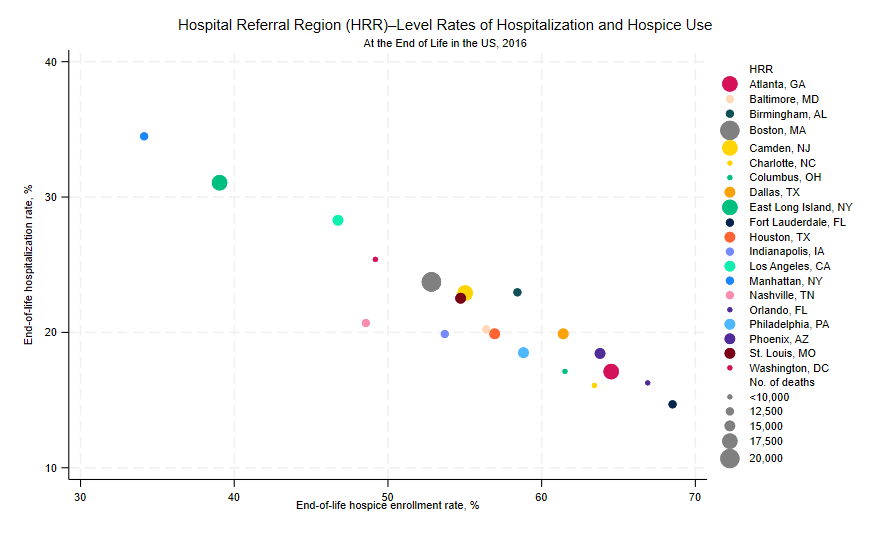 Hospital Referral Region (HRR)–Level Rates of Hospitalization and Hospice Use
At the End of Life in the US, 2016
End-of-life hospitalization rate, %
40
30
20
10
30
40
50
60
70
End-of-life hospice enrollment rate, %
HRR
Atlanta, GA
Baltimore, MD
Birmingham, AL
Boston, MA
Camden, NJ
Charlotte, NC
Columbus, OH
Dallas, TX
East Long Island, NY
Fort Lauderdale, FL
Houston, TX
Indianapolis, IA
Los Angeles, CA
Manhattan, NY
Nashville, TN
Orlando, FL
Philadelphia, PA
Phoenix, AZ
St. Louis, MO
Washington, DC
No. of deaths
<10,000
12,500
15,000
17,500
20,000